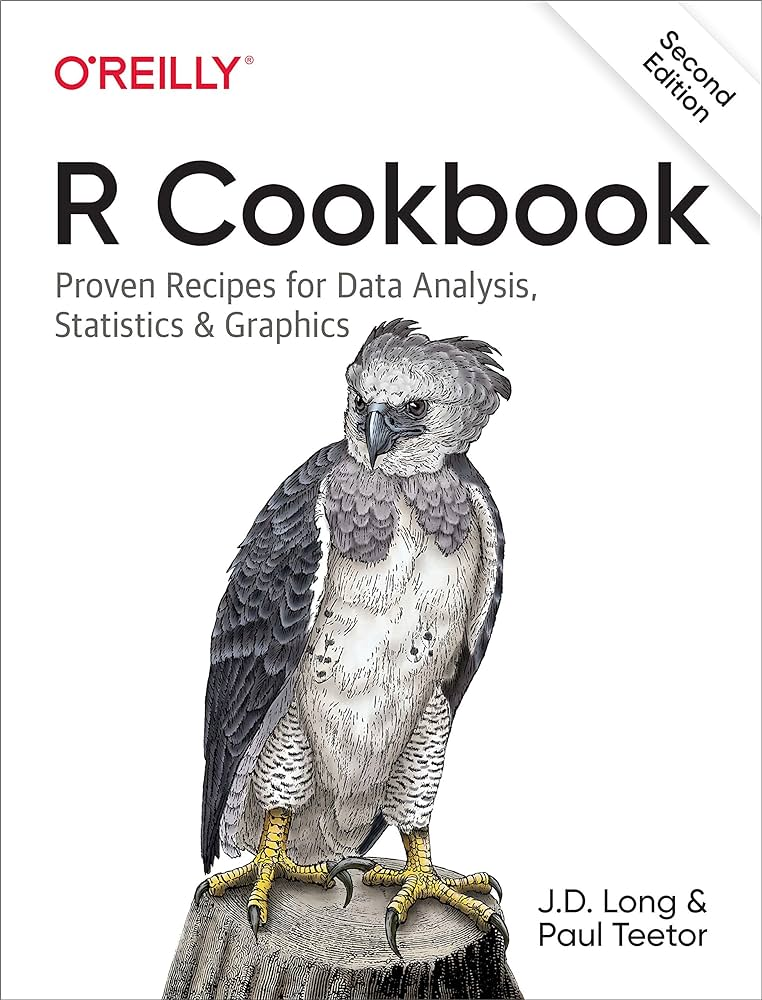 O'REILLY®
Second
Edition
R Cookbook
Proven Recipes for Data Analysis,
Statistics & Graphics
J.D. Long &
Paul Teetor